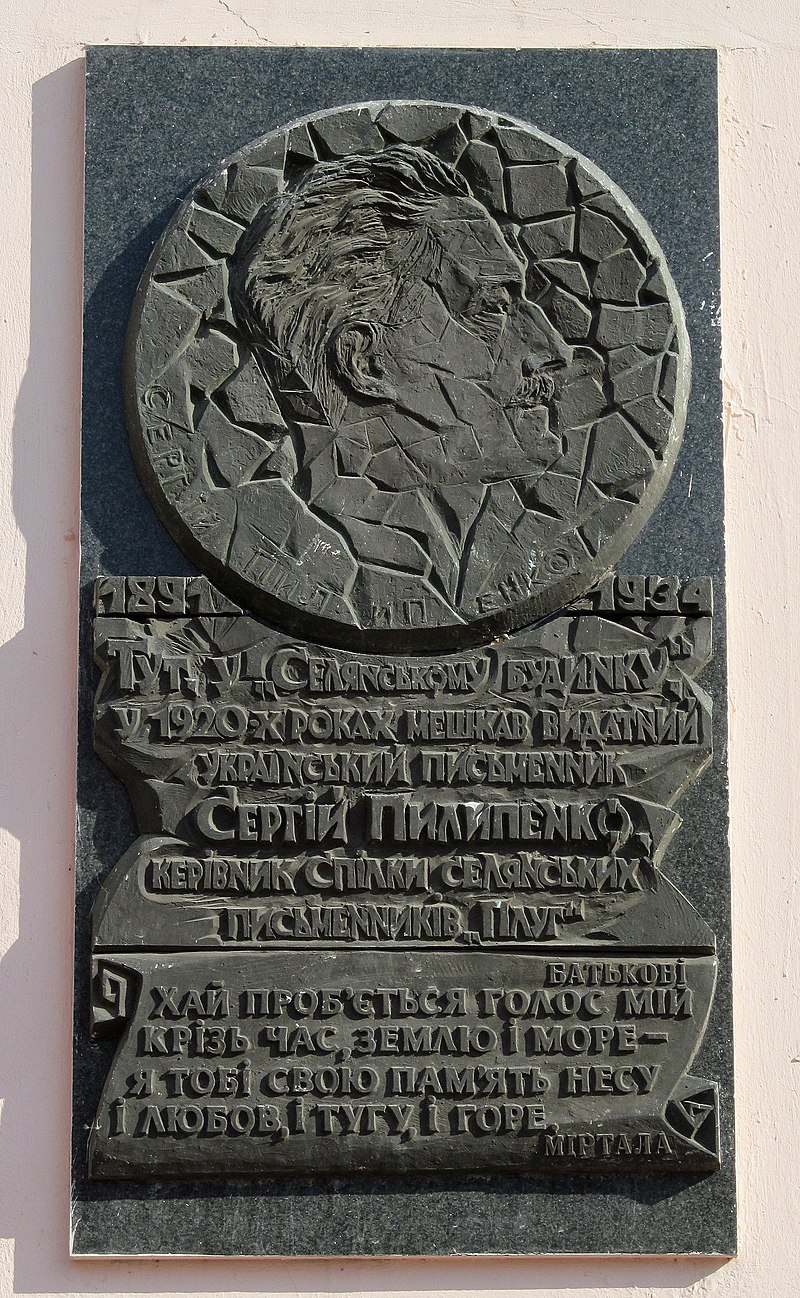 Сергій Пилипенко
1891 1934
Тут, у „Селянському будинку“
у 1920-х роках мешкав видатний
український письменник
Сергій Пилипенко,
керівник спілки селянських
письменників „Плуг“
Батькові
Хай проб'ється голос мій
крізь час, землю і море—
я тобі свою пам'ять несу
і любов, і тугу, і горе.
Міртала